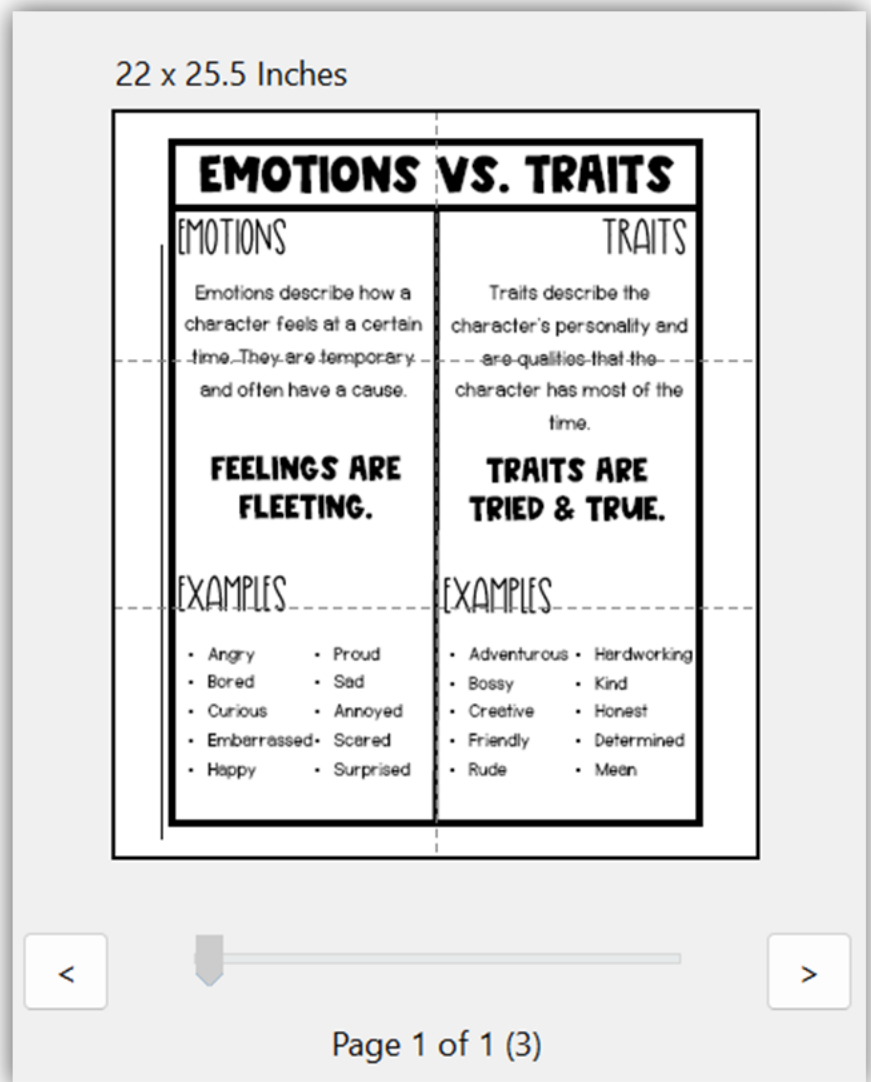 22 x 25.5 Inches
EMOTIONS VS. TRAITS
EMOTIONS
Emotions describe how a
character feels at a certain
time. They are temporary
and often have a cause.
FEELINGS ARE
FLEETING.
EXAMPLES
• Angry
• Bored
• Curious
• Embarrassed
• Happy
• Proud
• Sad
• Annoyed
• Scared
• Surprised
TRAITS
Traits describe the
character's personality and
are qualities that the
character has most of the
time.
TRAITS ARE
TRIED & TRUE.
EXAMPLES
• Adventurous
• Bossy
• Creative
• Friendly
• Rude
• Hardworking
• Kind
• Honest
• Determined
• Mean
<
>
Page 1 of 1 (3)